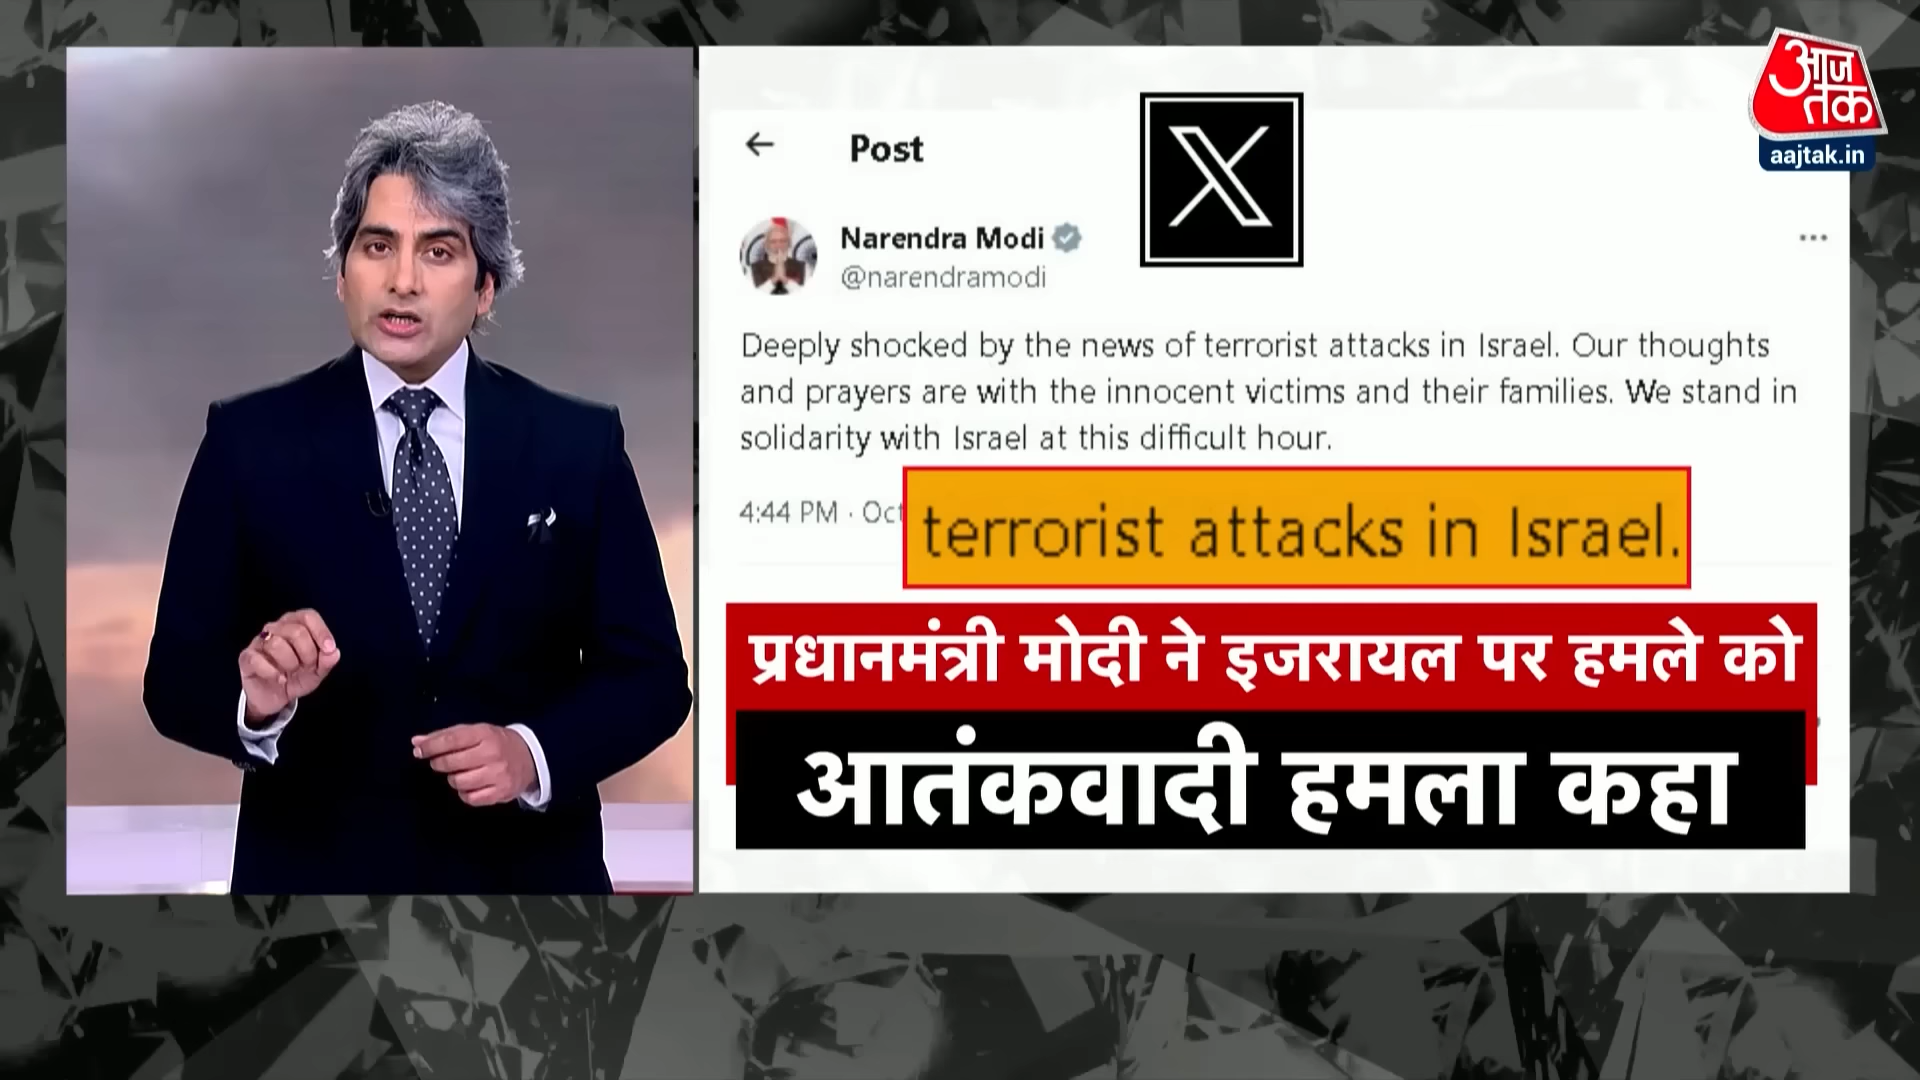 आज तक
aajtak.in
Post
Narendra Modi
@narendramodi
Deeply shocked by the news of terrorist attacks in Israel. Our thoughts
and prayers are with the innocent victims and their families. We stand in
solidarity with Israel at this difficult hour.
4:44 PM · Oct
terrorist attacks in Israel.
प्रधानमंत्री मोदी ने इजरायल पर हमले को
आतंकवादी हमला कहा